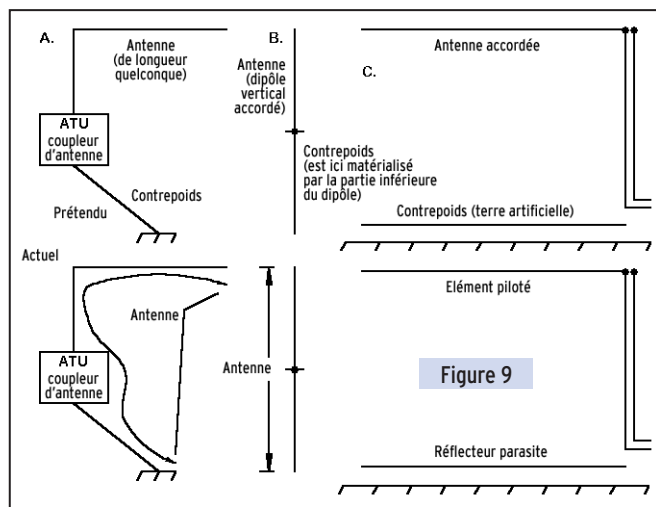 A.
Antenne
(de longueur
quelconque)
ATU
coupleur
d'antenne
Contrepoids
Prétendu
B.
Antenne
(dipôle
vertical
accordé)
Contrepoids
(est ici matérialisé
par la partie inférieure
du dipôle)
C.
Antenne accordée
Contrepoids (terre artificielle)
Actuel
Antenne
ATU
coupleur
d'antenne
Antenne
Elément piloté
Figure 9
Réflecteur parasite